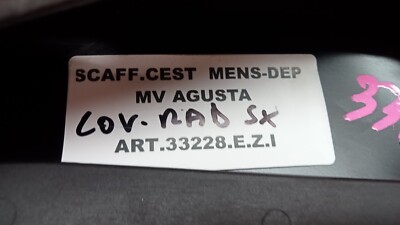 SCAFF.CEST MENS-DEP
MV AGUSTA
COV. RAD SX
ART.33228.E.Z.I